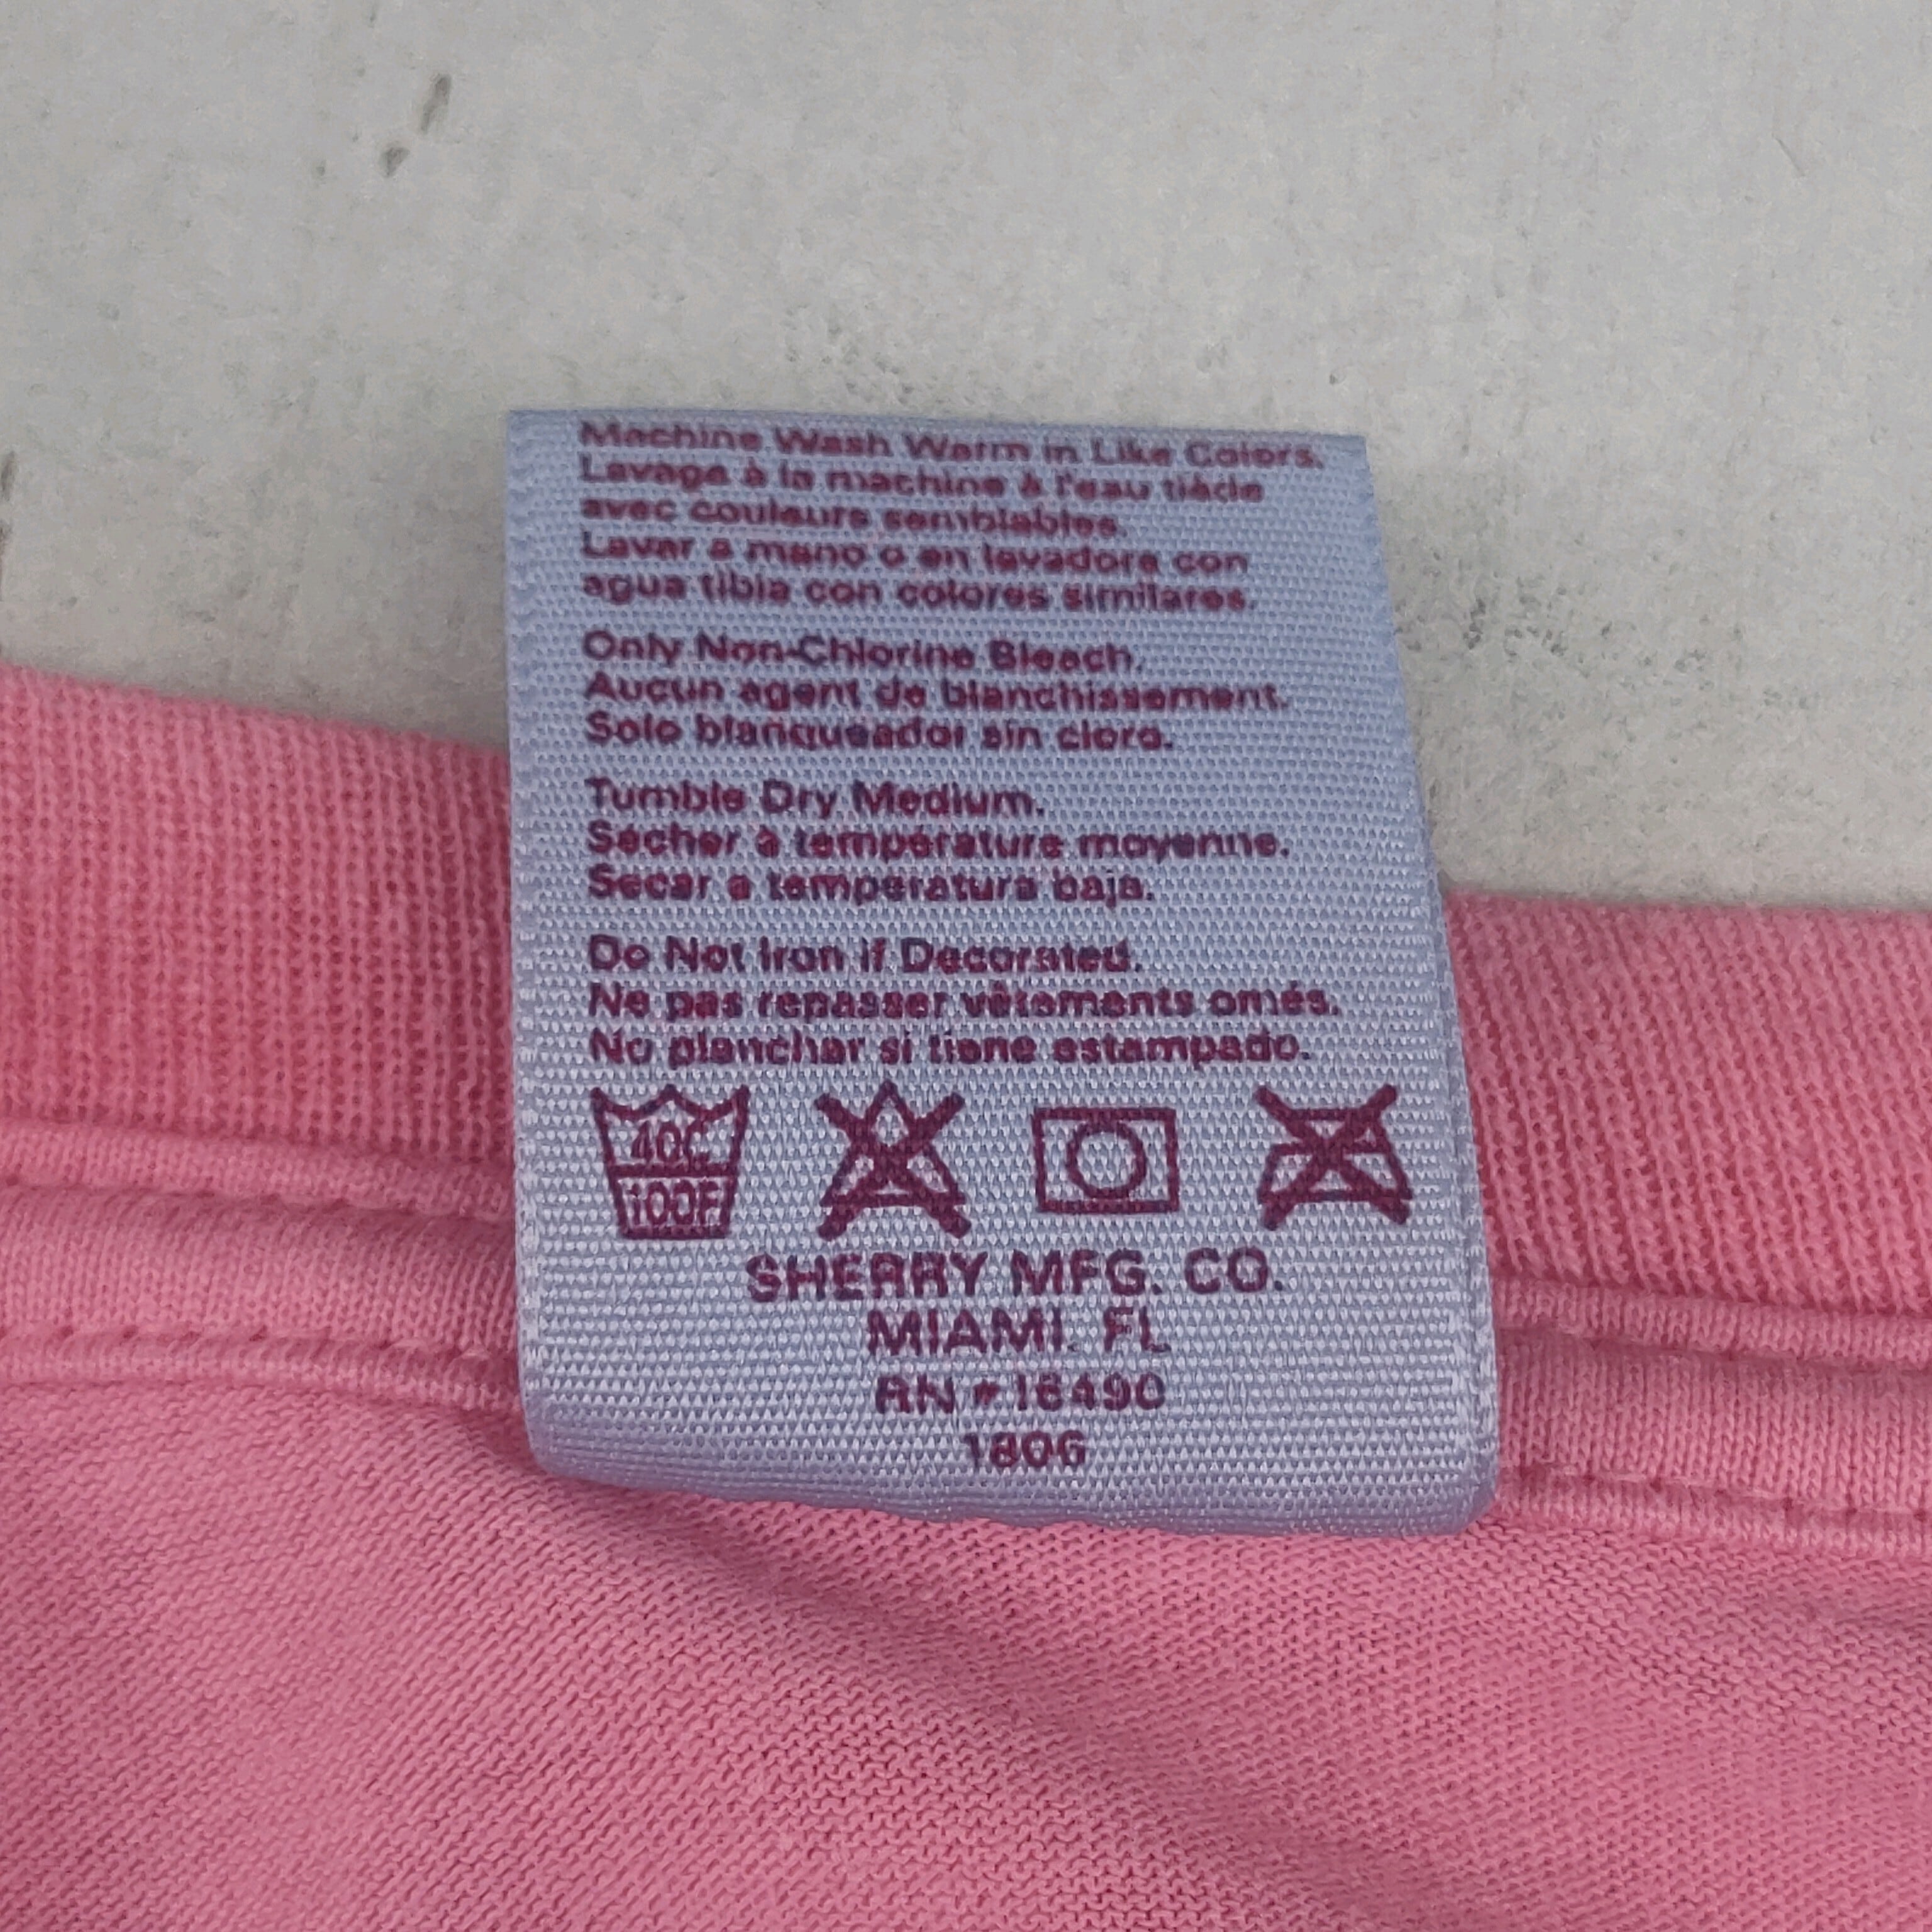 Machine Wash Warm in Like Colors.
Lavage à la machine à l'eau tiède
avec couleurs semblables.
Lavar a mano o en lavadora con
agua tibia con colores similares.
Only Non-Chlorine Bleach.
Aucun agent de blanchissement.
Solo blanqueador sin cloro.
Tumble Dry Medium.
Sécher à température moyenne.
Secar a temperatura baja.
Do Not Iron if Decorated.
Ne pas repasser vêtements ornés.
No planchar si tiene estampado.
40C
100F
SHERRY MFG. CO.
MIAMI. FL
RN # 16490
1806